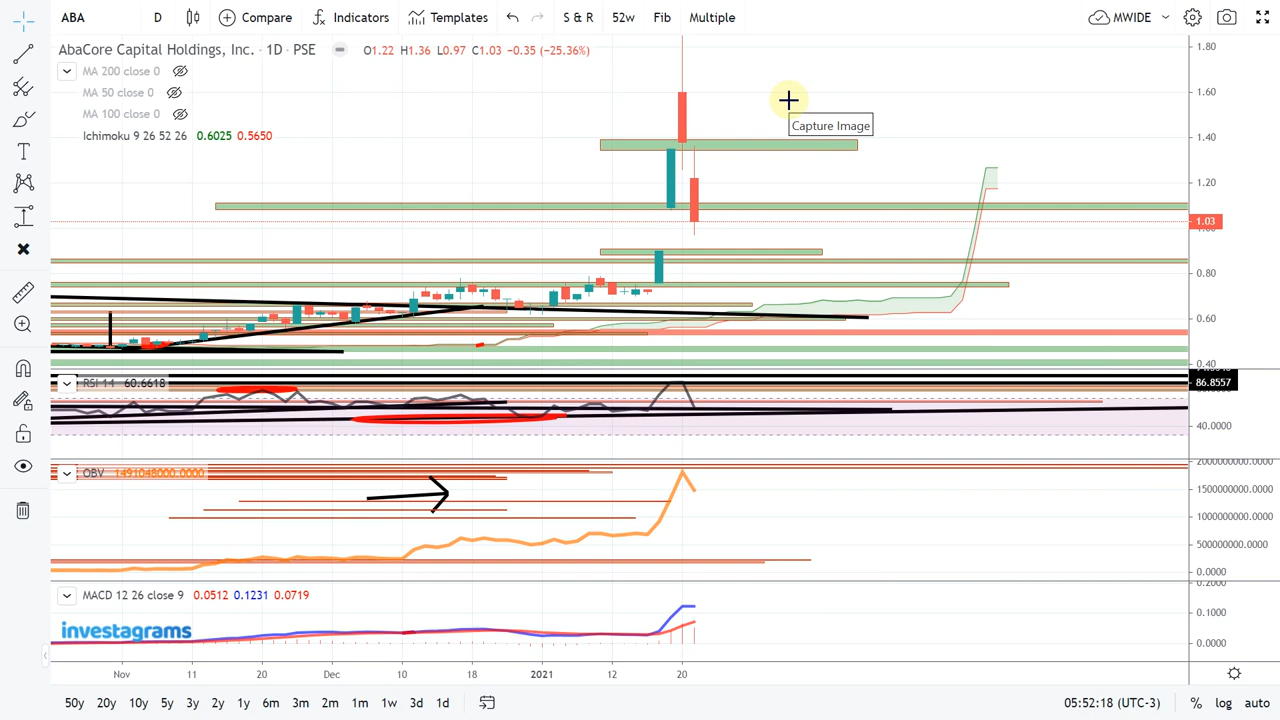 ABA D Compare Indicators Templates S & R 52w Fib Multiple MWIDE
AbaCore Capital Holdings, Inc. · 1D · PSE O1.22 H1.36 L0.97 C1.03 −0.35 (−25.36%)
MA 200 close 0
MA 50 close 0
MA 100 close 0
Ichimoku 9 26 52 26 0.6025 0.5650
Capture Image
1.80
1.60
1.40
1.20
1.03
0.80
0.60
0.40
RSI 14 60.6618
86.8557
40.0000
OBV 1491048000.0000
2000000000.0000
1500000000.0000
1000000000.0000
500000000.0000
0.0000
MACD 12 26 close 9 0.0512 0.1231 0.0719
0.2000
0.1000
0.0000
investagrams
Nov 11 20 Dec 10 18 2021 12 20
50y 20y 10y 5y 3y 2y 1y 6m 3m 2m 1m 1w 3d 1d 05:52:18 (UTC-3) % log auto